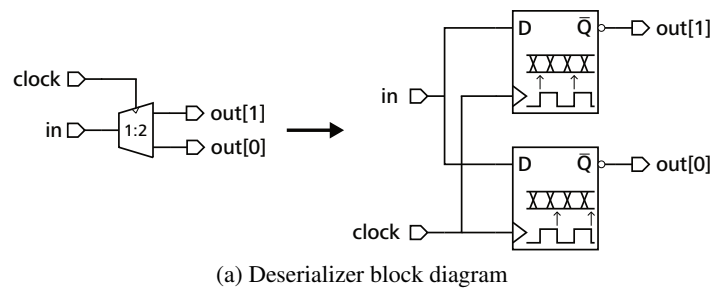 clock
in
1:2
out[1]
out[0]
in
clock
D Q̅
out[1]
D Q̅
out[0]
(a) Deserializer block diagram